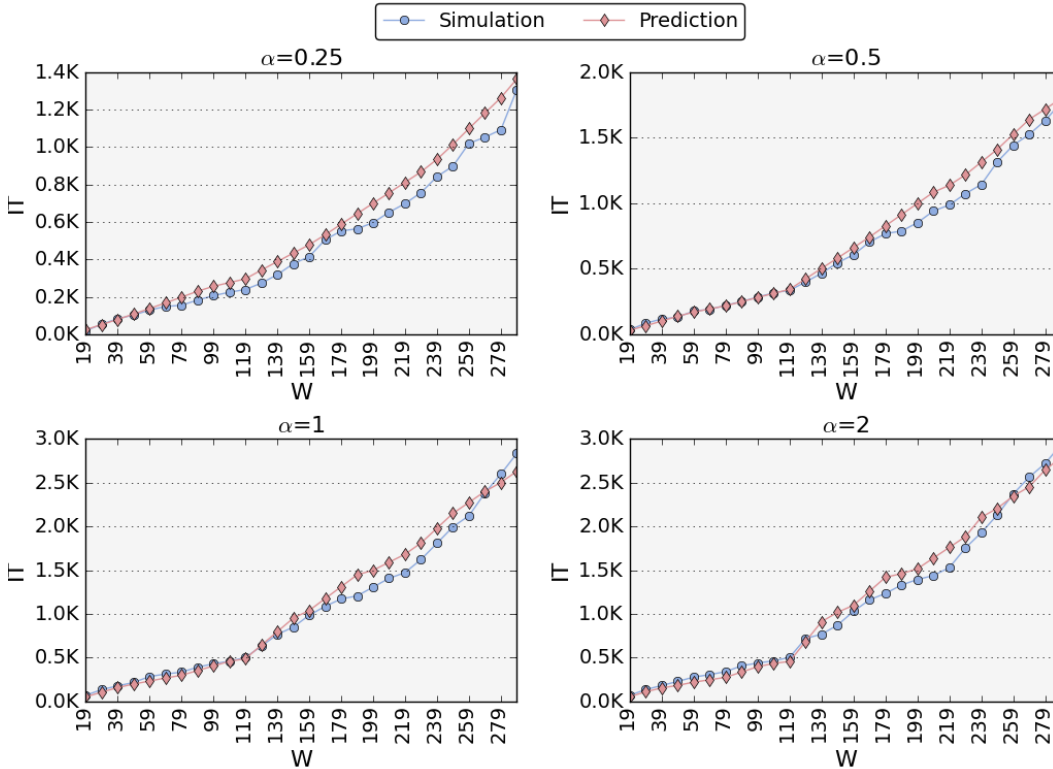 Simulation Prediction
α=0.25
1.4K
1.2K
1.0K
0.8K
0.6K
0.4K
0.2K
0.0K
IT
19 39 59 79 99 119 139 159 179 199 219 239 259 279
W
α=0.5
2.0K
1.5K
1.0K
0.5K
0.0K
IT
19 39 59 79 99 119 139 159 179 199 219 239 259 279
W
α=1
3.0K
2.5K
2.0K
1.5K
1.0K
0.5K
0.0K
IT
19 39 59 79 99 119 139 159 179 199 219 239 259 279
W
α=2
3.0K
2.5K
2.0K
1.5K
1.0K
0.5K
0.0K
IT
19 39 59 79 99 119 139 159 179 199 219 239 259 279
W